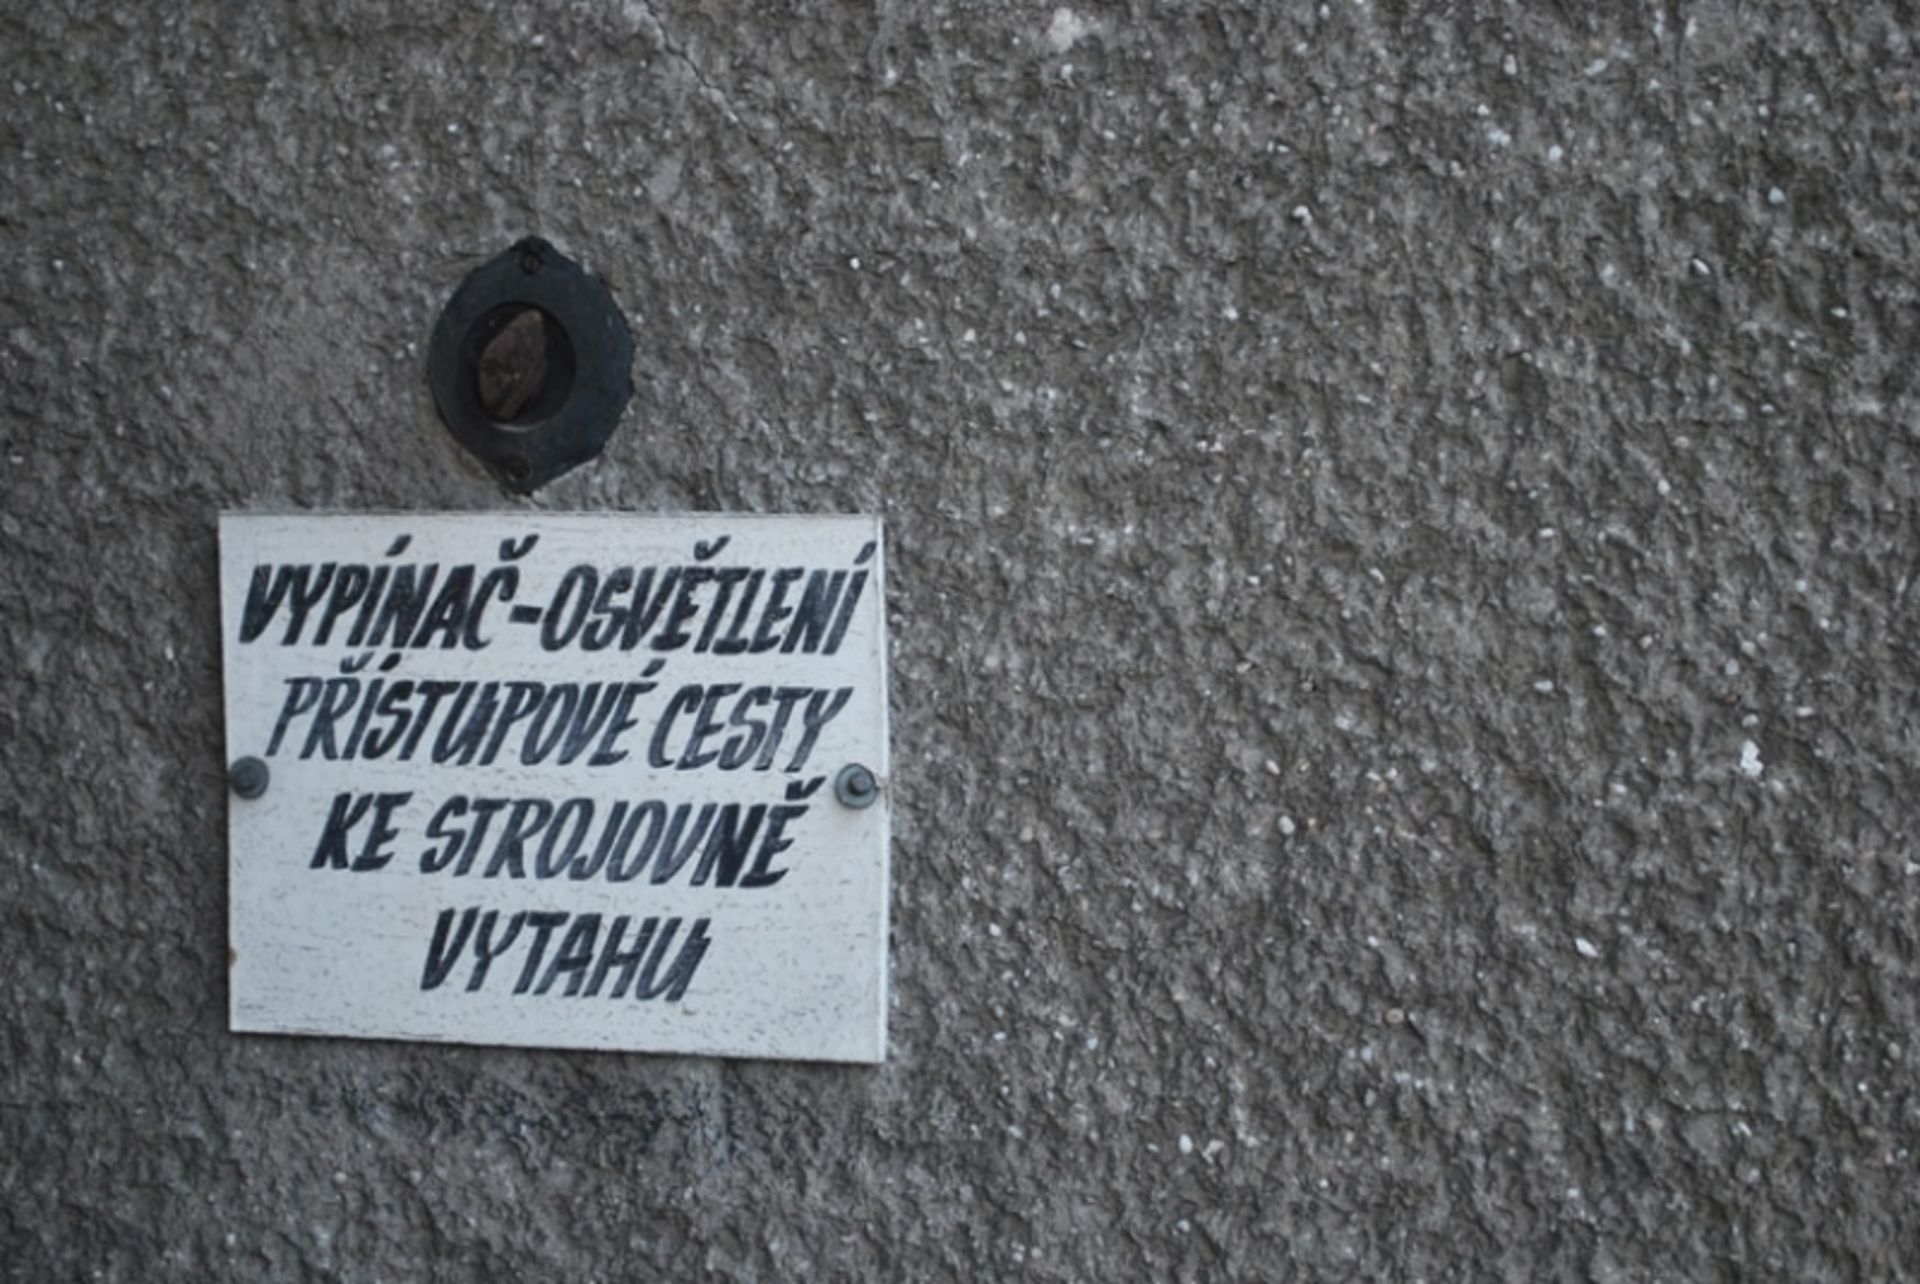 VYPÍNAČ-OSVĚTLENÍ
PŘÍSTUPOVÉ CESTY
KE STROJOVNĚ
VYTAHU